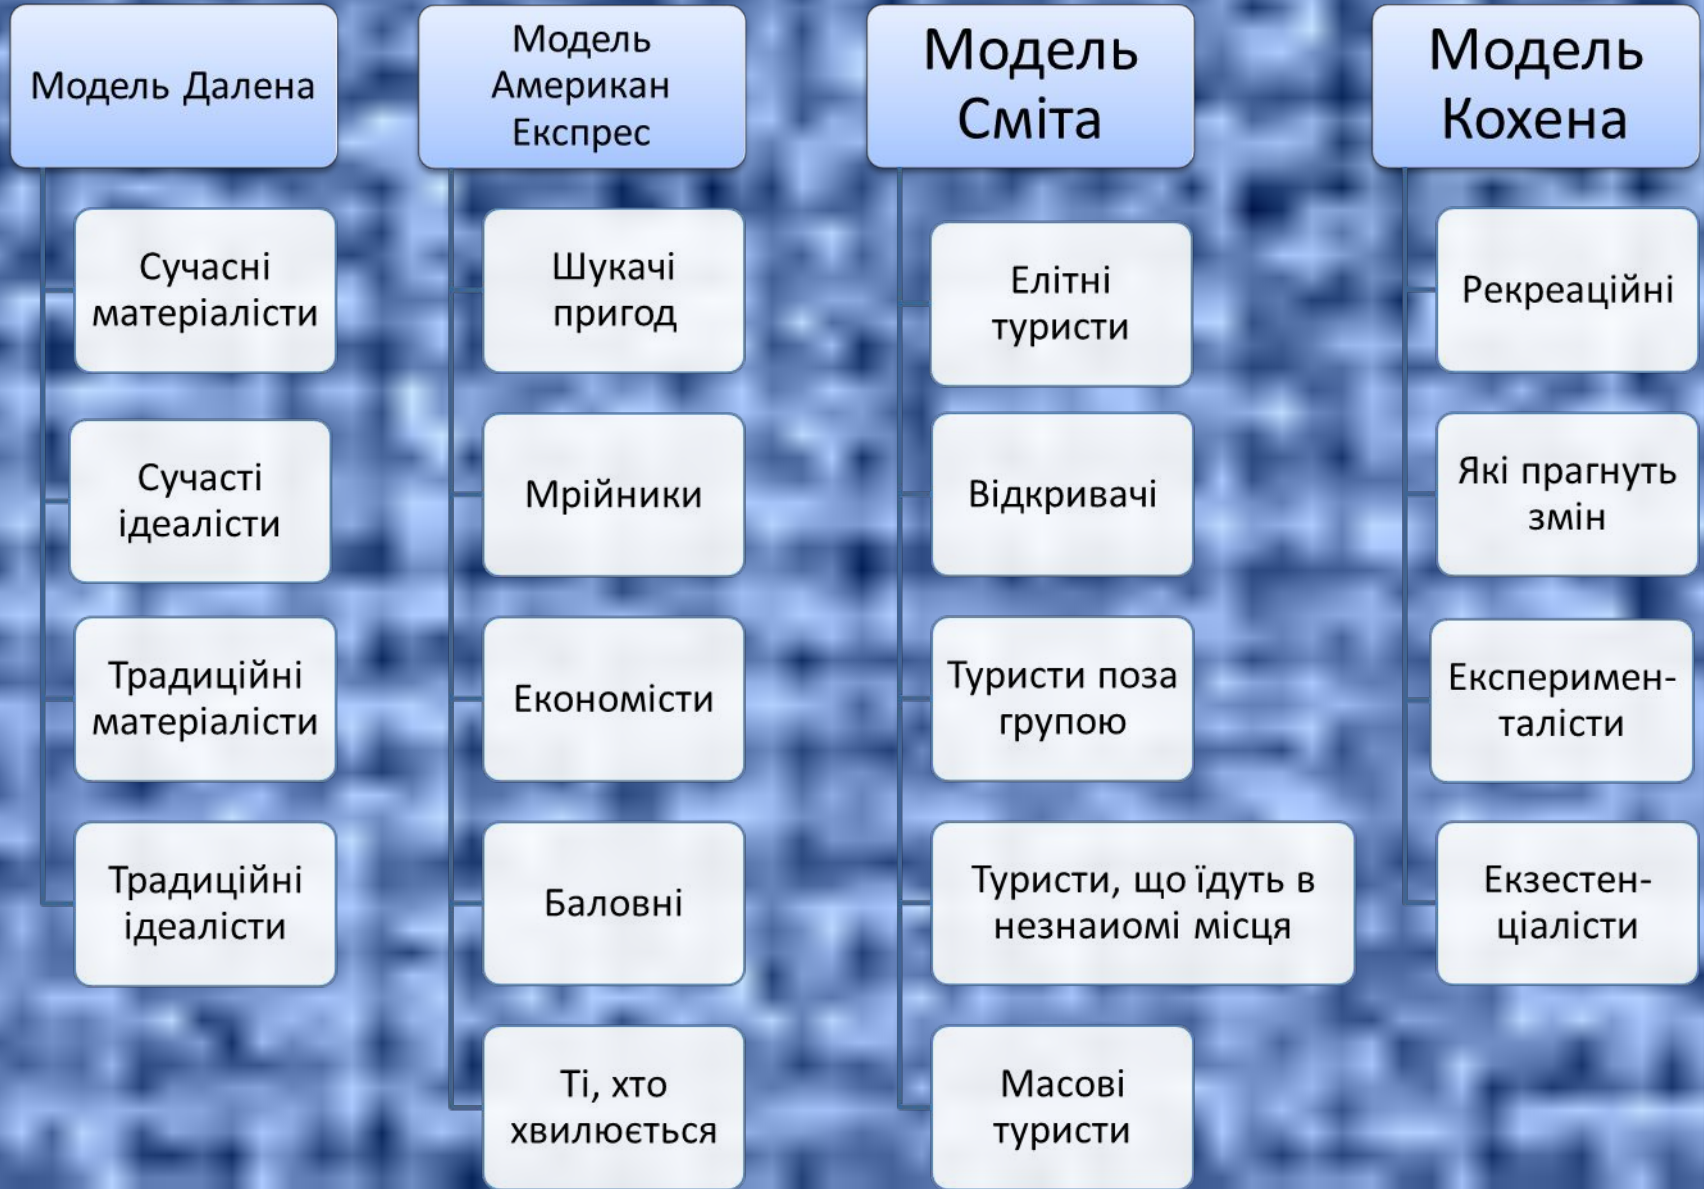 Модель Далена
Сучасні
матеріалісти
Сучасті
ідеалісти
Традиційні
матеріалісти
Традиційні
ідеалісти
Модель
Американ
Експрес
Шукачі
пригод
Мрійники
Економісти
Баловні
Ті, хто
хвилюється
Модель
Сміта
Елітні
туристи
Відкривачі
Туристи поза
групою
Туристи, що їдуть в
незнаиомі місця
Масові
туристи
Модель
Кохена
Рекреаційні
Які прагнуть
змін
Експеримен-
талісти
Екзестен-
ціалісти